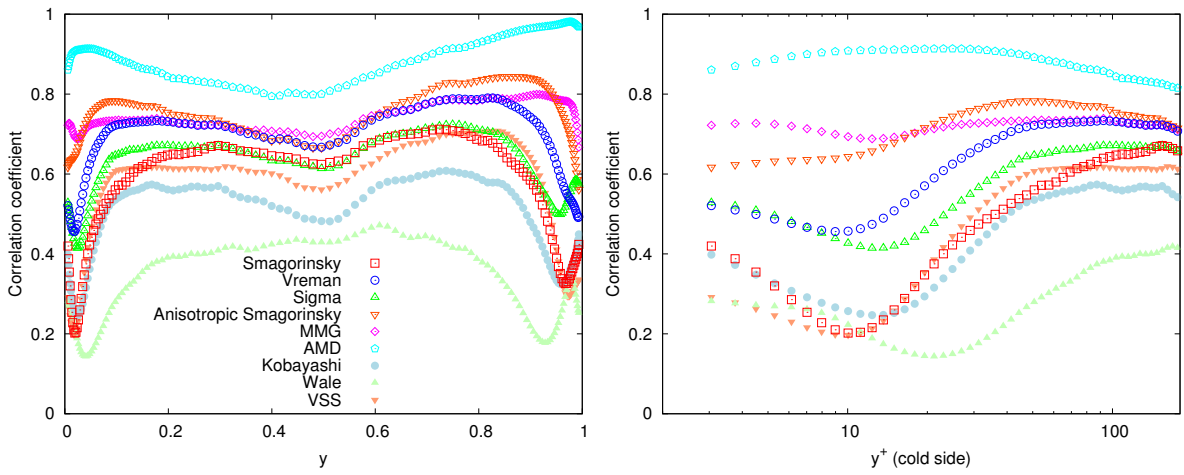 Correlation coefficient
1
0.8
0.6
0.4
0.2
0
0 0.2 0.4 0.6 0.8 1
y
Smagorinsky
Vreman
Sigma
Anisotropic Smagorinsky
MMG
AMD
Kobayashi
Wale
VSS
Correlation coefficient
1
0.8
0.6
0.4
0.2
0
10 100
y+ (cold side)